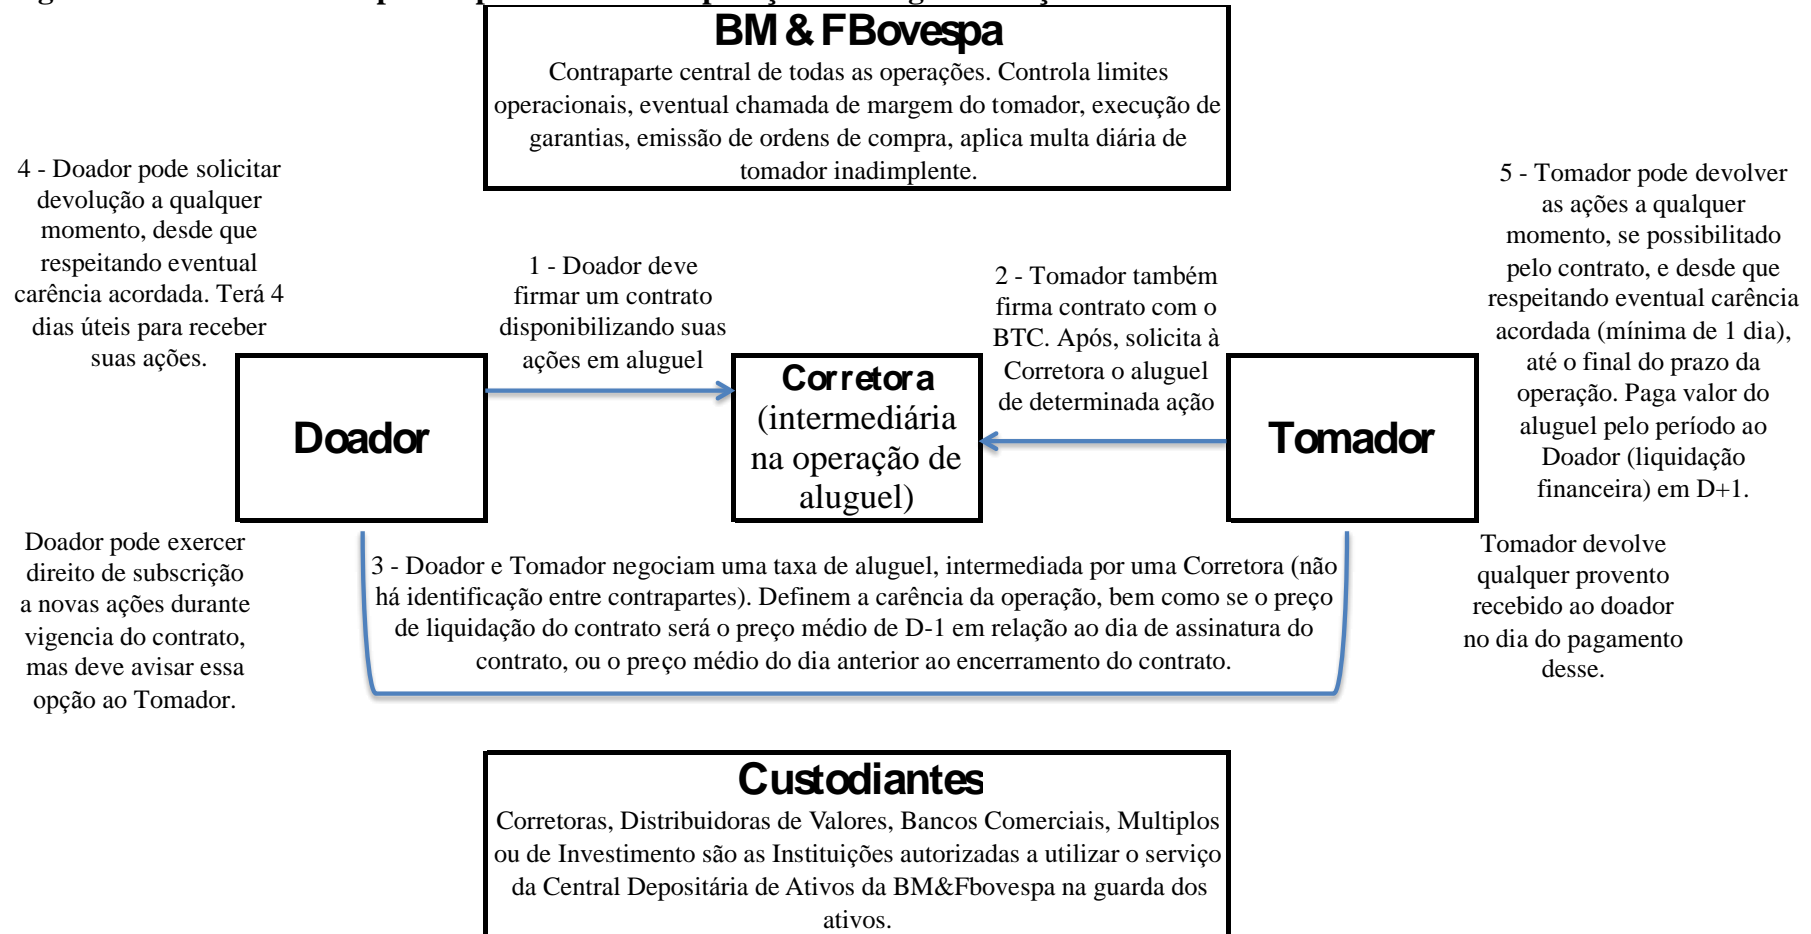 BM & FBovespa
Contraparte central de todas as operações. Controla limites
operacionais, eventual chamada de margem do tomador, execução de
garantias, emissão de ordens de compra, aplica multa diária de
tomador inadimplente.
4 - Doador pode solicitar
devolução a qualquer
momento, desde que
respeitando eventual
carência acordada. Terá 4
dias úteis para receber
suas ações.
1 - Doador deve
firmar um contrato
disponibilizando suas
ações em aluguel
2 - Tomador também
firma contrato com o
BTC. Após, solicita à
Corretora o aluguel
de determinada ação
5 - Tomador pode devolver
as ações a qualquer
momento, se possibilitado
pelo contrato, e desde que
respeitando eventual carência
acordada (mínima de 1 dia),
até o final do prazo da
operação. Paga valor do
aluguel pelo período ao
Doador (liquidação
financeira) em D+1.
Doador
Corretora
(intermediária
na operação de
aluguel)
Tomador
Doador pode exercer
direito de subscrição
a novas ações durante
vigencia do contrato,
mas deve avisar essa
opção ao Tomador.
3 - Doador e Tomador negociam uma taxa de aluguel, intermediada por uma Corretora (não
há identificação entre contrapartes). Definem a carência da operação, bem como se o preço
de liquidação do contrato será o preço médio de D-1 em relação ao dia de assinatura do
contrato, ou o preço médio do dia anterior ao encerramento do contrato.
Tomador devolve
qualquer provento
recebido ao doador
no dia do pagamento
desse.
Custodiantes
Corretoras, Distribuidoras de Valores, Bancos Comerciais, Multiplos
ou de Investimento são as Instituições autorizadas a utilizar o serviço
da Central Depositária de Ativos da BM&Fbovespa na guarda dos
ativos.